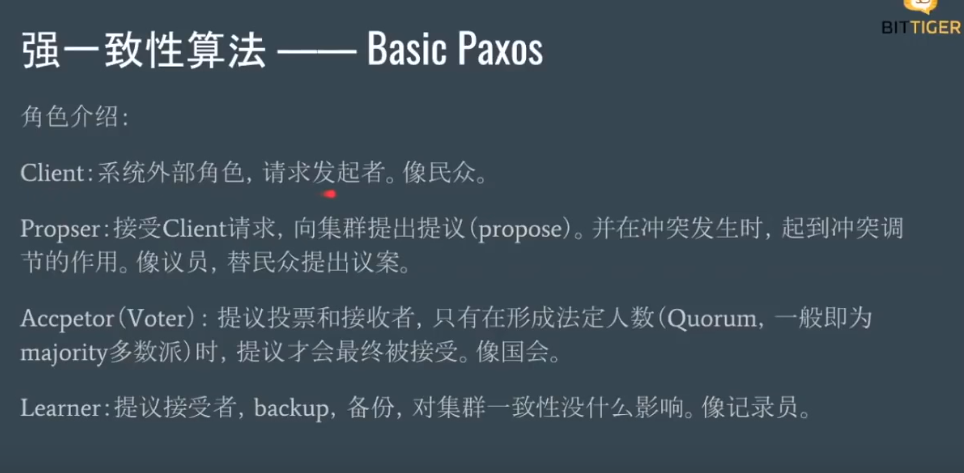 BITTIGER
强一致性算法 —— Basic Paxos
角色介绍：
Client：系统外部角色，请求发起者。像民众。
Propser：接受Client请求，向集群提出提议（propose）。并在冲突发生时，起到冲突调
节的作用。像议员，替民众提出议案。
Accpetor（Voter）：提议投票和接收者，只有在形成法定人数（Quorum，一般即为
majority多数派）时，提议才会最终被接受。像国会。
Learner：提议接受者，backup，备份，对集群一致性没什么影响。像记录员。